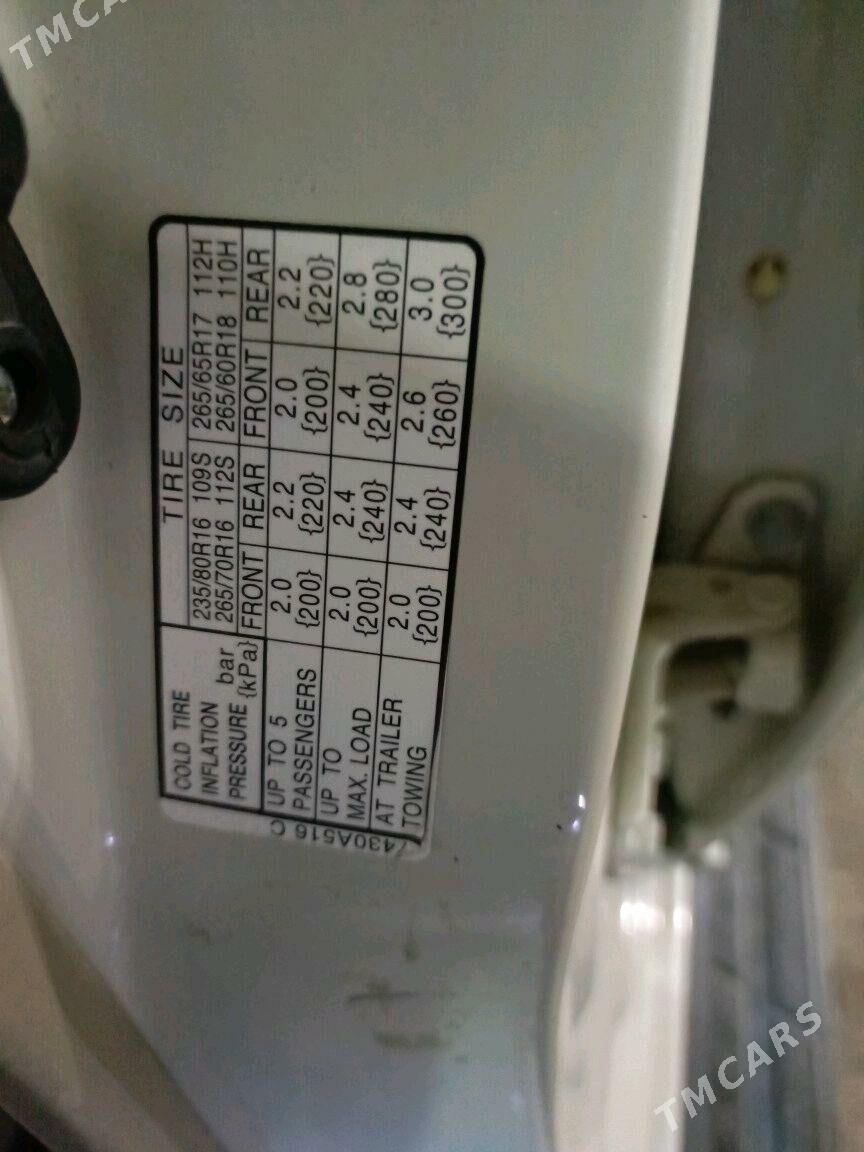 TIRE SIZE
COLD TIRE INFLATION PRESSURE bar {kPa}
235/80R16 109S 265/65R17 112H
265/70R16 112S 265/60R18 110H
FRONT REAR FRONT REAR
UP TO 5 PASSENGERS 2.0 {200} 2.2 {220} 2.0 {200} 2.2 {220}
UP TO MAX. LOAD 2.0 {200} 2.4 {240} 2.4 {240} 2.8 {280}
AT TRAILER TOWING 2.0 {200} 2.4 {240} 2.6 {260} 3.0 {300}
7430A516 C
TMCARS
TMCARS